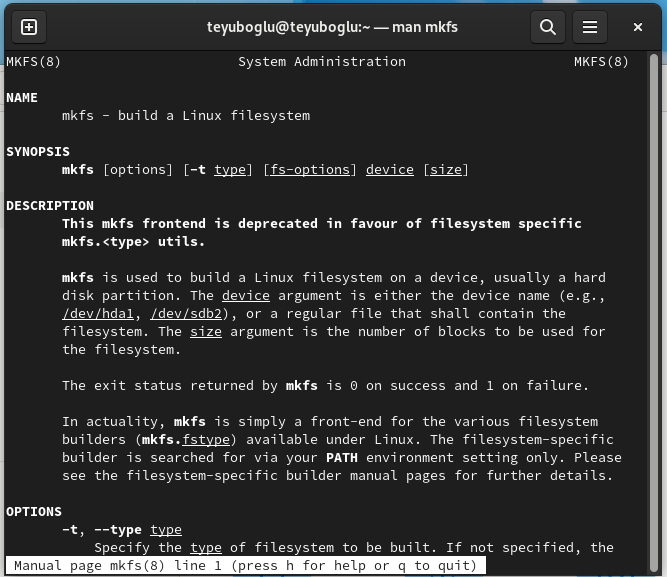 teyuboglu@teyuboglu:~ — man mkfs
MKFS(8) System Administration MKFS(8)
NAME
mkfs - build a Linux filesystem
SYNOPSIS
mkfs [options] [-t type] [fs-options] device [size]
DESCRIPTION
This mkfs frontend is deprecated in favour of filesystem specific
mkfs.<type> utils.
mkfs is used to build a Linux filesystem on a device, usually a hard
disk partition. The device argument is either the device name (e.g.,
/dev/hda1, /dev/sdb2), or a regular file that shall contain the
filesystem. The size argument is the number of blocks to be used for
the filesystem.
The exit status returned by mkfs is 0 on success and 1 on failure.
In actuality, mkfs is simply a front-end for the various filesystem
builders (mkfs.fstype) available under Linux. The filesystem-specific
builder is searched for via your PATH environment setting only. Please
see the filesystem-specific builder manual pages for further details.
OPTIONS
-t, --type type
Specify the type of filesystem to be built. If not specified, the
Manual page mkfs(8) line 1 (press h for help or q to quit)